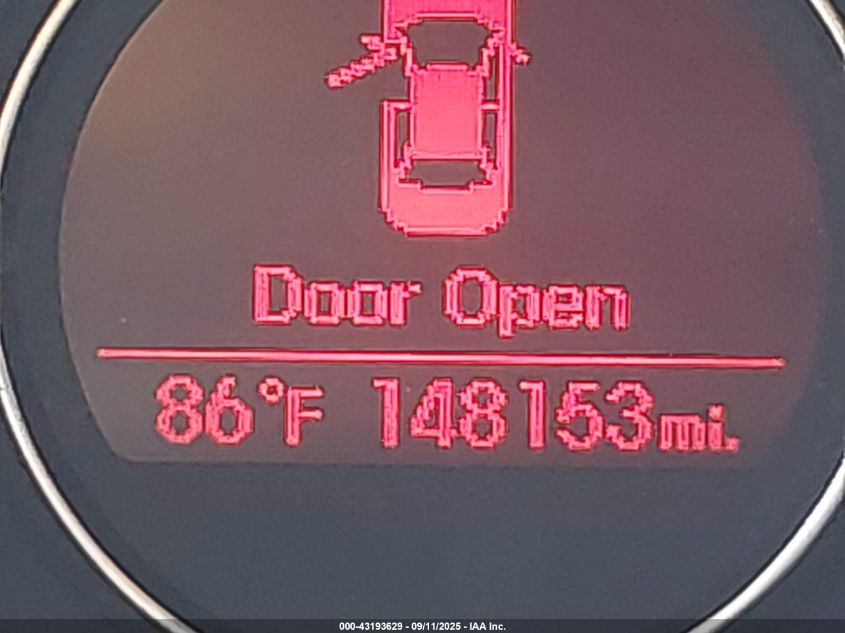 Door Open
86°F 148153mi.
000-43193629 - 09/11/2025 - IAA Inc.